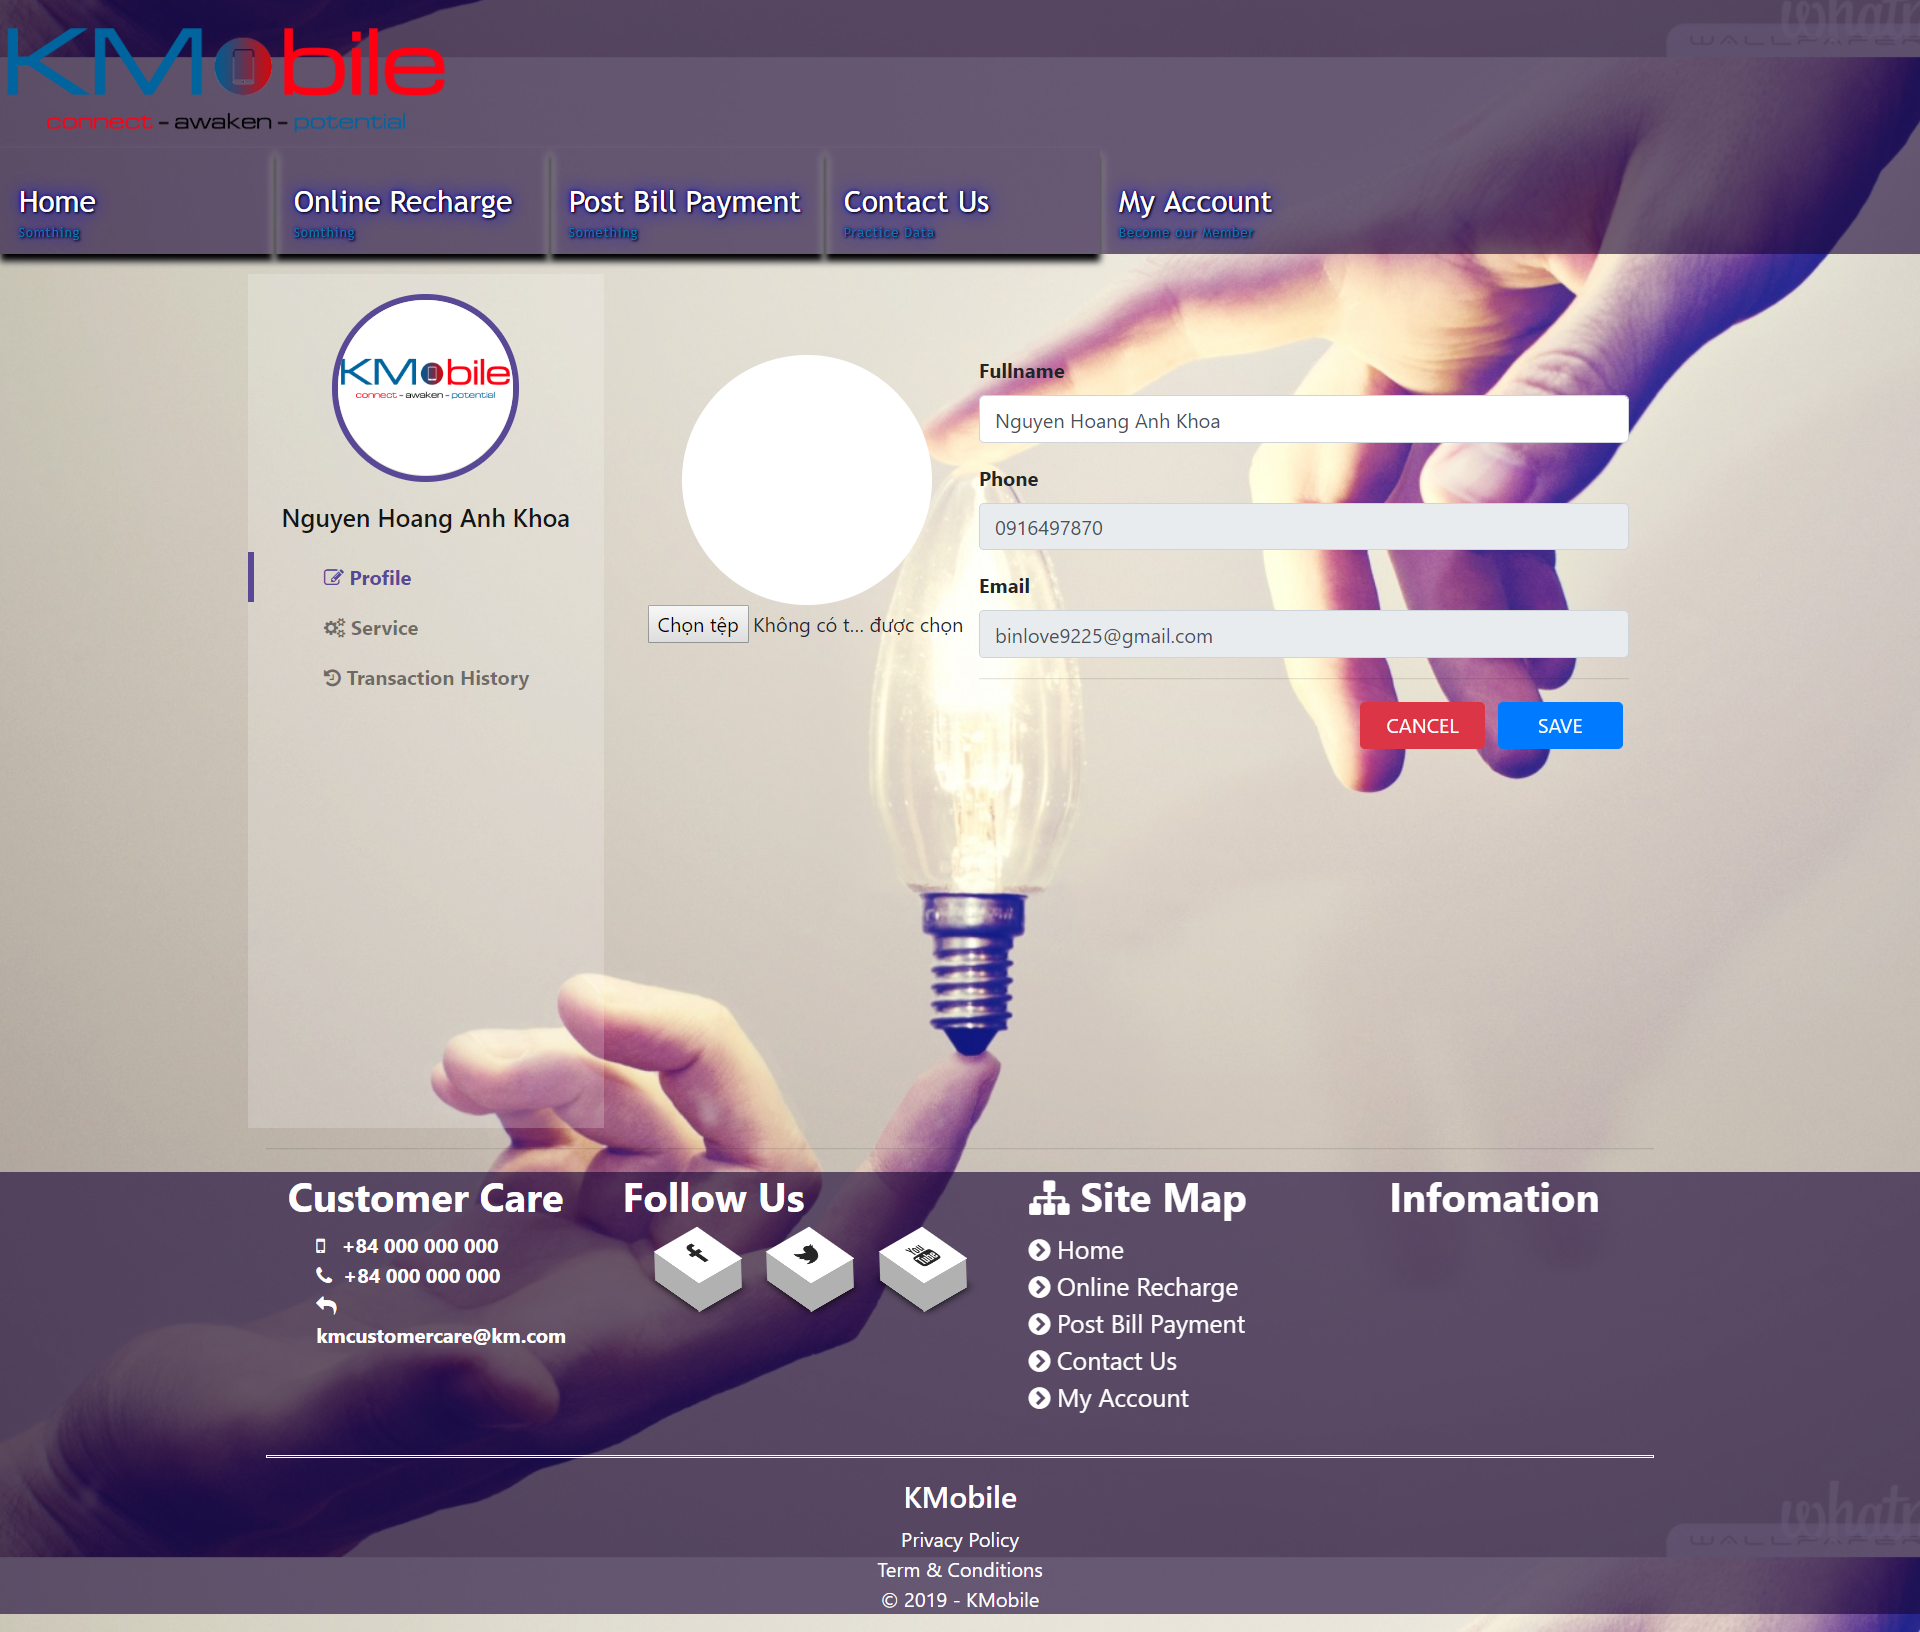 KMobile
connect - awaken - potential
Home
Somthing
Online Recharge
Somthing
Post Bill Payment
Something
Contact Us
Practice Data
My Account
Become our Member
KMobile
connect - awaken - potential
Nguyen Hoang Anh Khoa
Profile
Service
Transaction History
Chọn tệp Không có t... được chọn
Fullname
Nguyen Hoang Anh Khoa
Phone
0916497870
Email
binlove9225@gmail.com
CANCEL
SAVE
Customer Care
+84 000 000 000
+84 000 000 000
kmcustomercare@km.com
Follow Us
f
You
Tube
Site Map
Home
Online Recharge
Post Bill Payment
Contact Us
My Account
Infomation
KMobile
Privacy Policy
Term & Conditions
© 2019 - KMobile